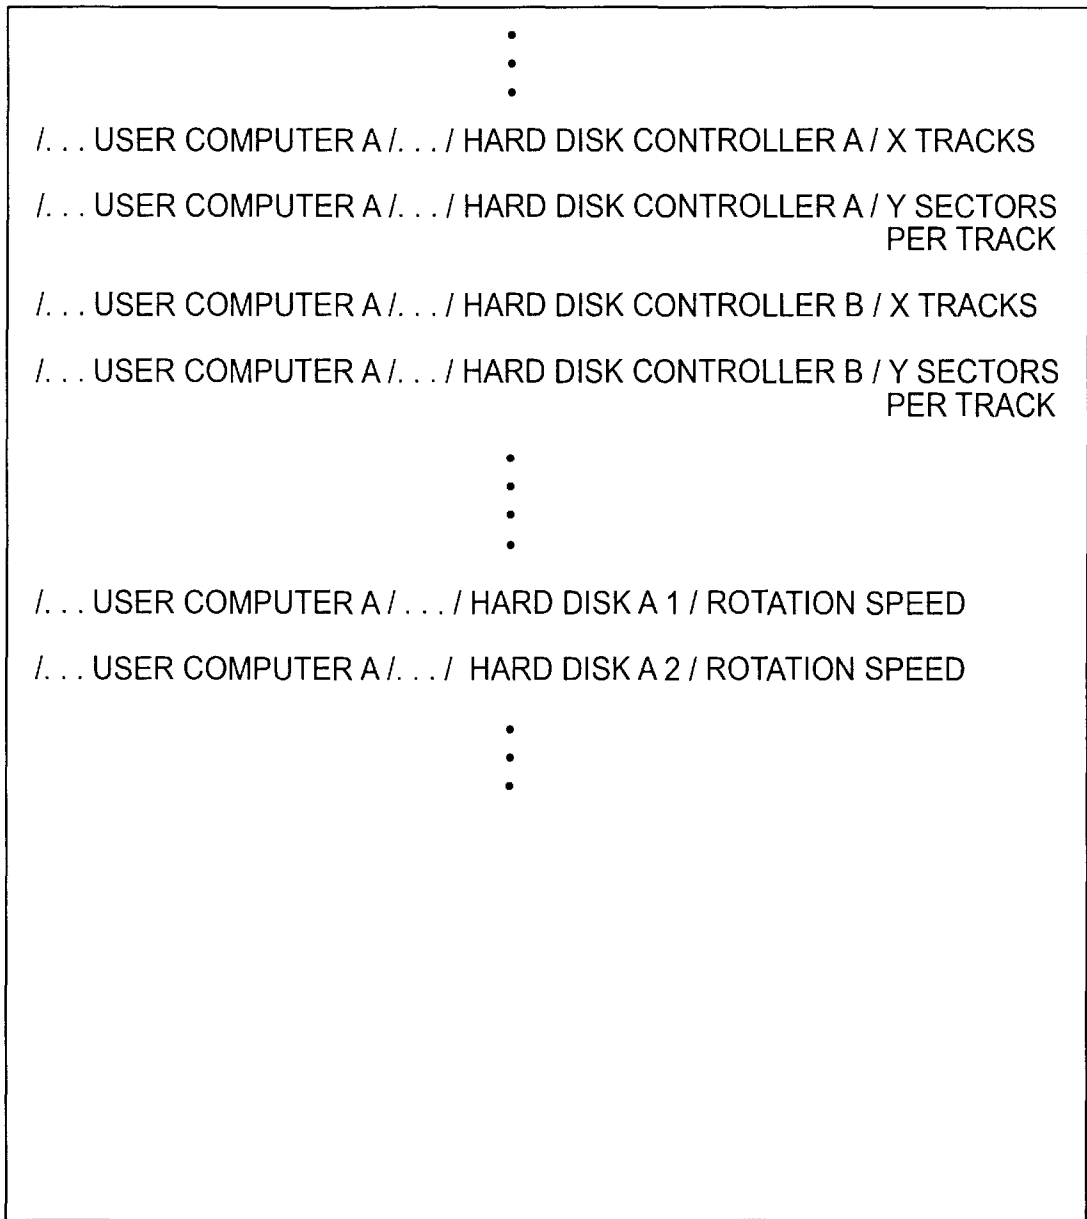 /. . . USER COMPUTER A /. . . / HARD DISK CONTROLLER A / X TRACKS
/. . . USER COMPUTER A /. . . / HARD DISK CONTROLLER A / Y SECTORS
PER TRACK
/. . . USER COMPUTER A /. . . / HARD DISK CONTROLLER B / X TRACKS
/. . . USER COMPUTER A /. . . / HARD DISK CONTROLLER B / Y SECTORS
PER TRACK
/. . . USER COMPUTER A / . . . / HARD DISK A 1 / ROTATION SPEED
/. . . USER COMPUTER A /. . . / HARD DISK A 2 / ROTATION SPEED